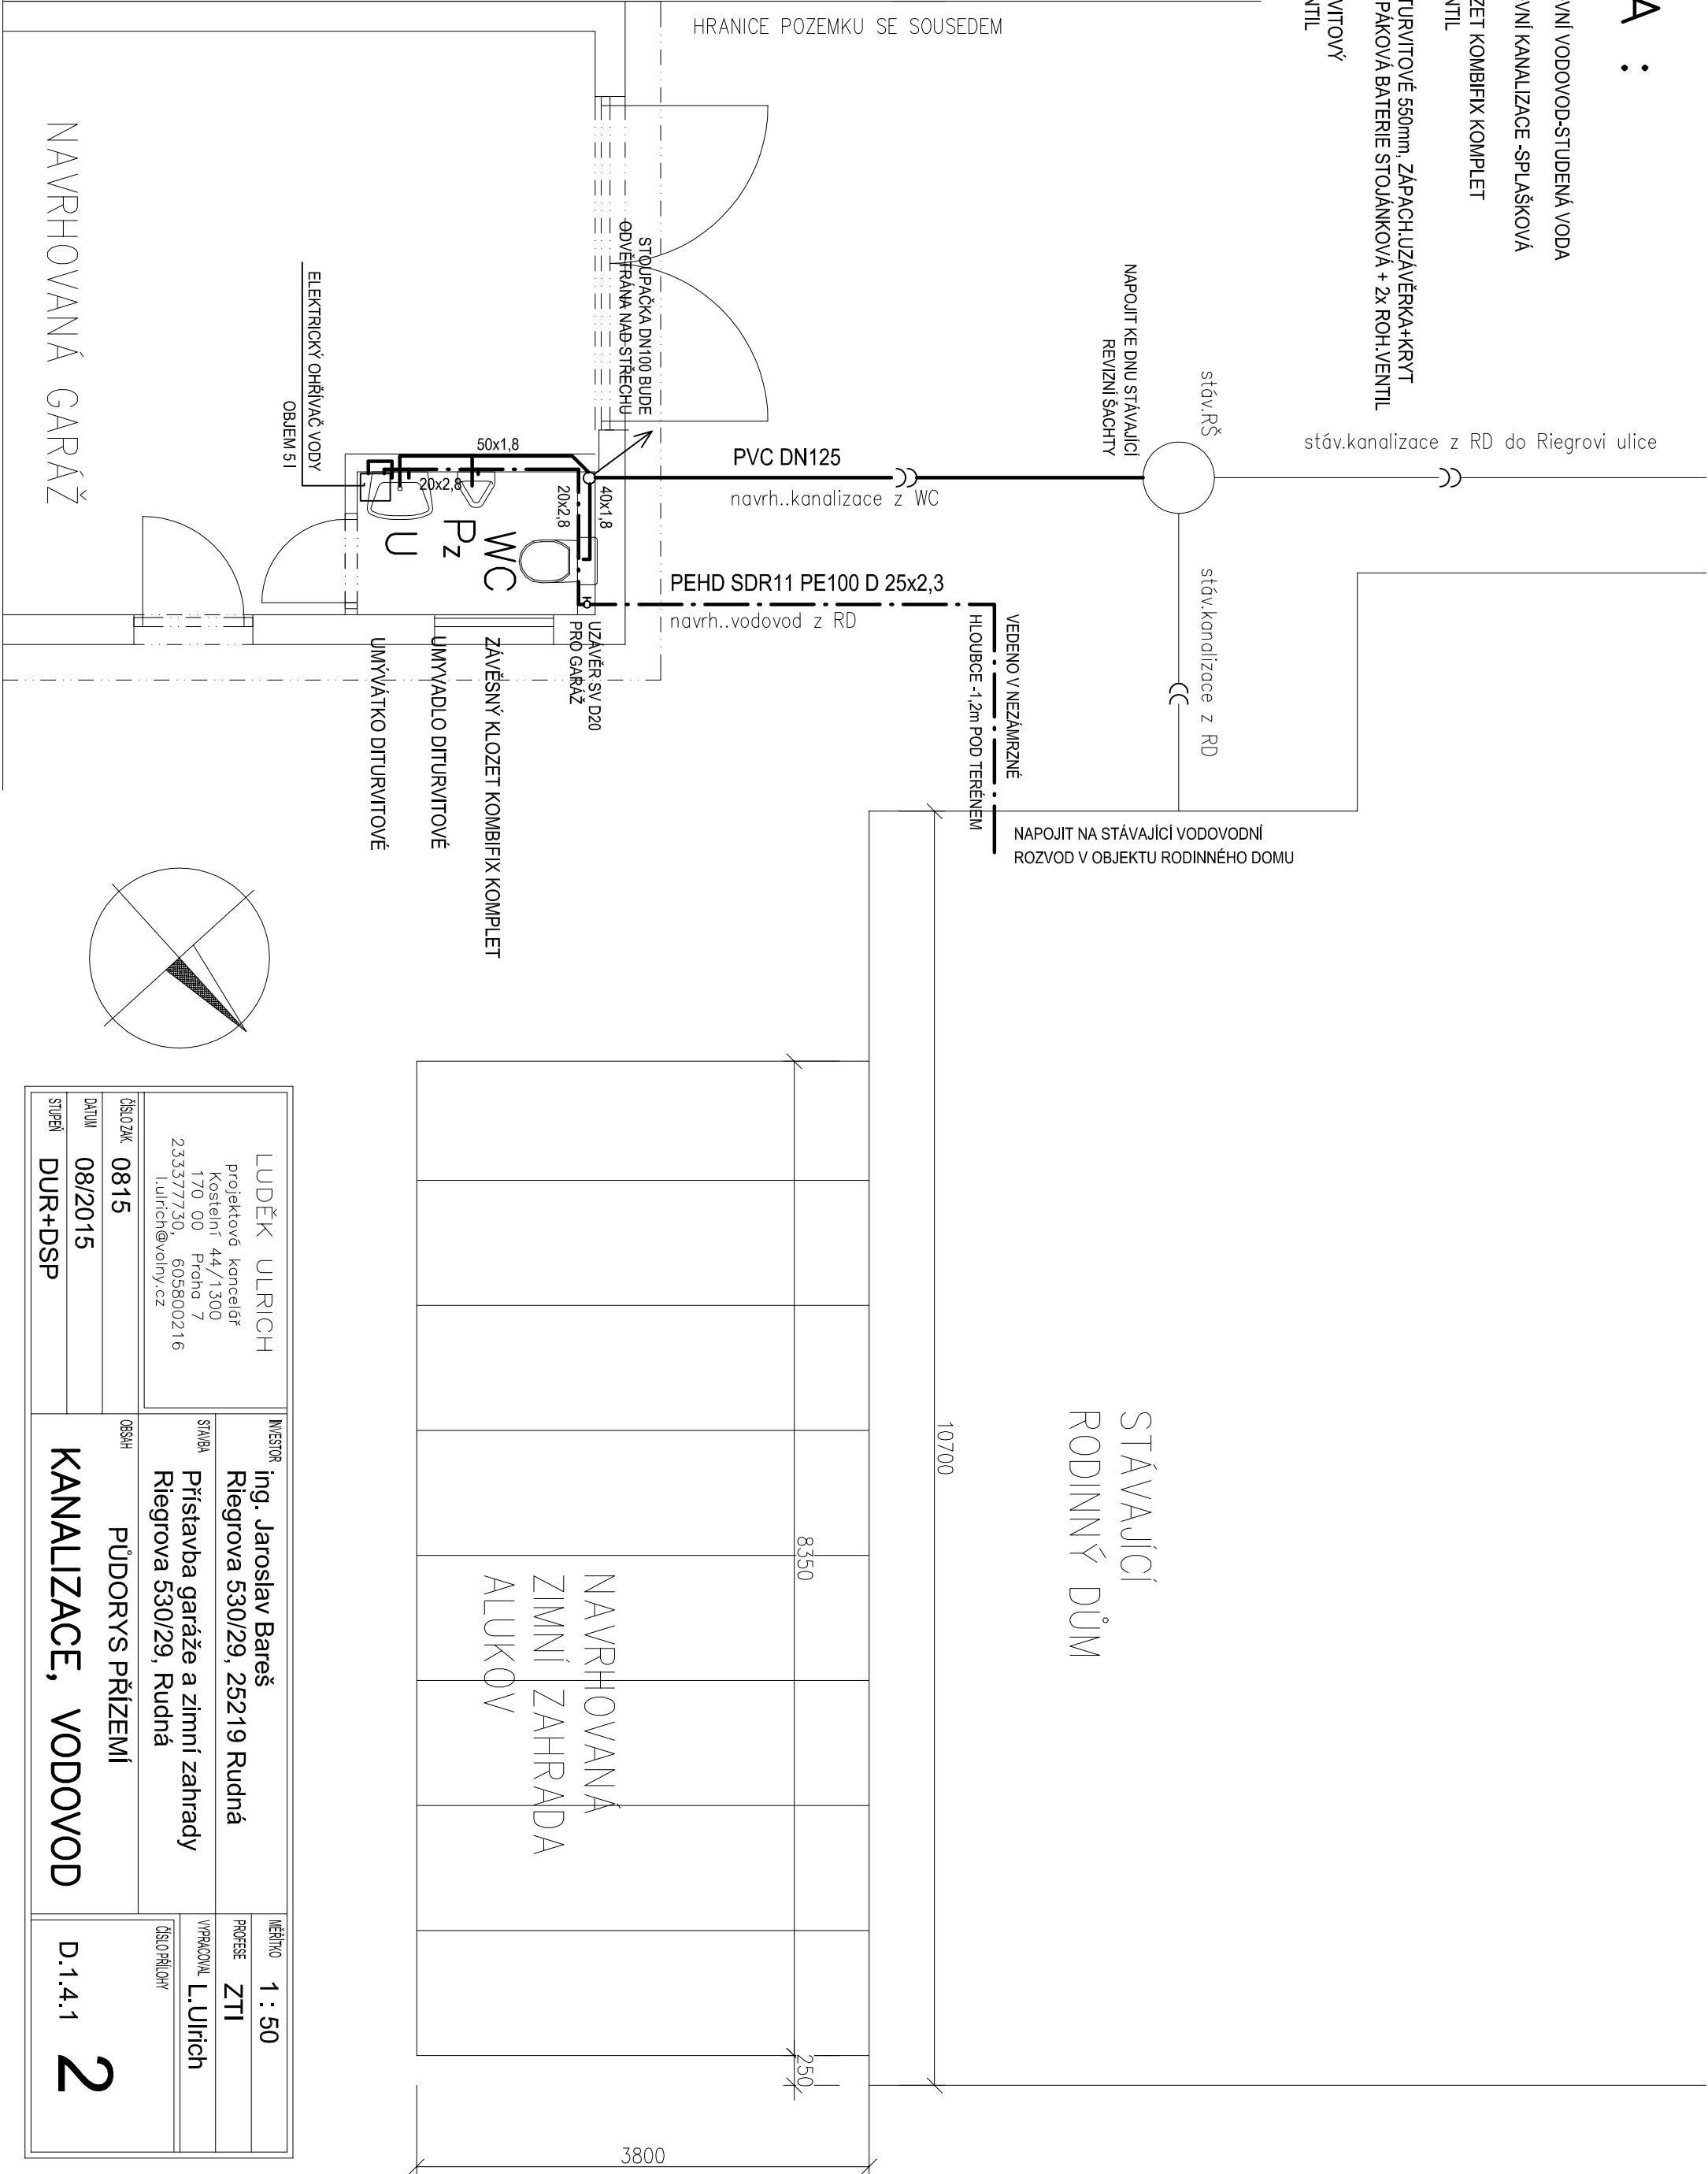 A :
VNÍ VODOVOD-STUDENÁ VODA
VNÍ KANALIZACE -SPLAŠKOVÁ
ZET KOMBIFIX KOMPLET
NTIL
TURVITOVÉ 550mm, ZÁPACH.UZÁVĚRKA+KRYT
PÁKOVÁ BATERIE STOJÁNKOVÁ + 2x ROH.VENTIL
VITOVÝ
NTIL
HRANICE POZEMKU SE SOUSEDEM
NAVRHOVANÁ GARÁŽ
STOUPAČKA DN100 BUDE
ODVĚTRÁNA NAD STŘECHU
ELEKTRICKÝ OHŘÍVAČ VODY
OBJEM 5 l
50x1,8
20x2,8
40x1,8
20x2,8
WC
Pz
U
PVC DN125
navrh..kanalizace z WC
PEHD SDR11 PE100 D 25x2,3
navrh..vodovod z RD
NAPOJIT KE DNU STÁVAJÍCÍ
REVIZNÍ ŠACHTY
stáv.RŠ
stáv.kanalizace z RD do Riegrovi ulice
stáv.kanalizace z RD
VEDENO V NEZÁMRZNÉ
HLOUBCE -1,2m POD TERÉNEM
NAPOJIT NA STÁVAJÍCÍ VODOVODNÍ
ROZVOD V OBJEKTU RODINNÉHO DOMU
UZÁVĚR SV D20
PRO GARÁŽ
ZÁVĚSNÝ KLOZET KOMBIFIX KOMPLET
UMYVADLO DITURVITOVÉ
UMÝVÁTKO DITURVITOVÉ
STÁVAJÍCÍ
RODINNÝ DŮM
10700
8350
250
3800
NAVRHOVANÁ
ZIMNÍ ZAHRADA
ALUKOV
LUDĚK ULRICH
projektová kancelář
Kostelní 44/1300
170 00 Praha 7
233377730, 605800216
l.ulrich@volny.cz
ČÍSLO ZAK. 0815
DATUM 08/2015
STUPEŇ DUR+DSP
INVESTOR ing. Jaroslav Bareš
Riegrova 530/29, 25219 Rudná
STAVBA Přístavba garáže a zimní zahrady
Riegrova 530/29, Rudná
OBSAH PŮDORYS PŘÍZEMÍ
KANALIZACE, VODOVOD
MĚŘÍTKO 1 : 50
PROFESE ZTI
VYPRACOVAL L.Ulrich
ČÍSLO PŘÍLOHY
D.1.4.1 2